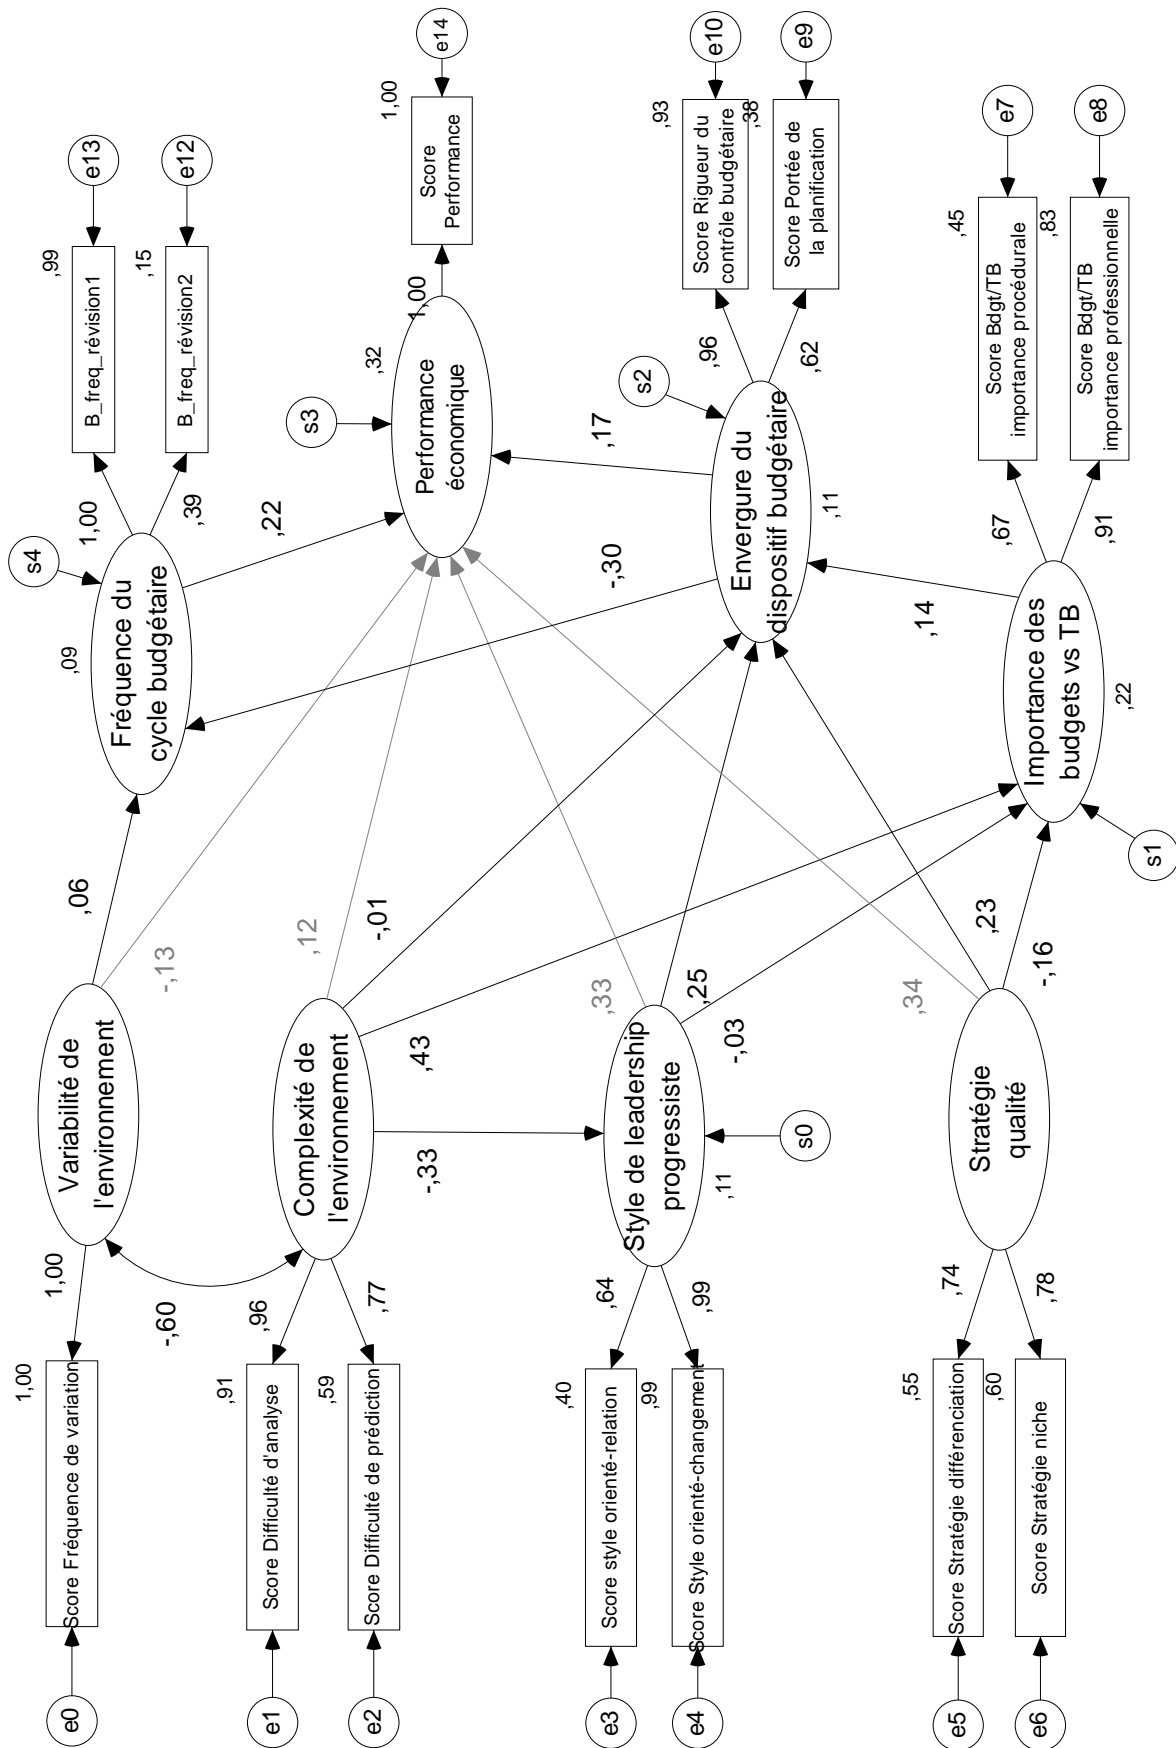 e0
Score Fréquence de variation
1,00
1,00
Variabilité de
l'environnement
-,60
,06
-,13
e1
Score Difficulté d'analyse
,91
e2
Score Difficulté de prédiction
,59
,96
,77
Complexité de
l'environnement
-,33
,43
,12
-,01
e3
Score style orienté-relation
,40
e4
Score Style orienté-changement
,99
,64
,99
Style de leadership
progressiste
,11
s0
,33
,25
-,03
e5
Score Stratégie différenciation
,55
e6
Score Stratégie niche
,60
,74
,78
Stratégie
qualité
,34
,23
-,16
s4
Fréquence du
cycle budgétaire
,09
1,00
,39
B_freq_révision1
,99
e13
B_freq_révision2
,15
e12
,22
s3
Performance
économique
,32
1,00
Score
Performance
1,00
e14
-,30
,17
s2
Envergure du
dispositif budgétaire
,11
,96
,62
Score Rigueur du
contrôle budgétaire
,93
e10
Score Portée de
la planification
,38
e9
,14
Importance des
budgets vs TB
,22
s1
,67
,91
Score Bdgt/TB
importance procédurale
,45
e7
Score Bdgt/TB
importance professionnelle
,83
e8